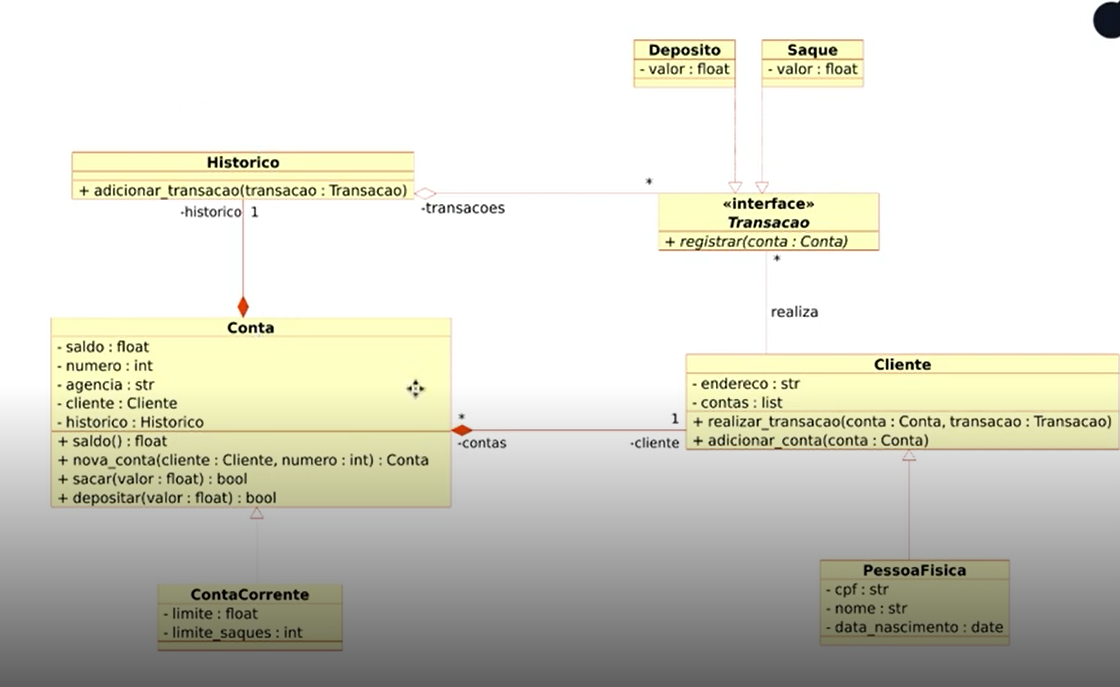 Deposito
- valor : float
Saque
- valor : float
Historico
+ adicionar_transacao(transacao : Transacao)
-historico 1
-transacoes
*
«interface»
Transacao
+ registrar(conta : Conta)
*
realiza
Conta
- saldo : float
- numero : int
- agencia : str
- cliente : Cliente
- historico : Historico
+ saldo() : float
+ nova_conta(cliente : Cliente, numero : int) : Conta
+ sacar(valor : float) : bool
+ depositar(valor : float) : bool
*
-contas
1
-cliente
Cliente
- endereco : str
- contas : list
+ realizar_transacao(conta : Conta, transacao : Transacao)
+ adicionar_conta(conta : Conta)
ContaCorrente
- limite : float
- limite_saques : int
PessoaFisica
- cpf : str
- nome : str
- data_nascimento : date